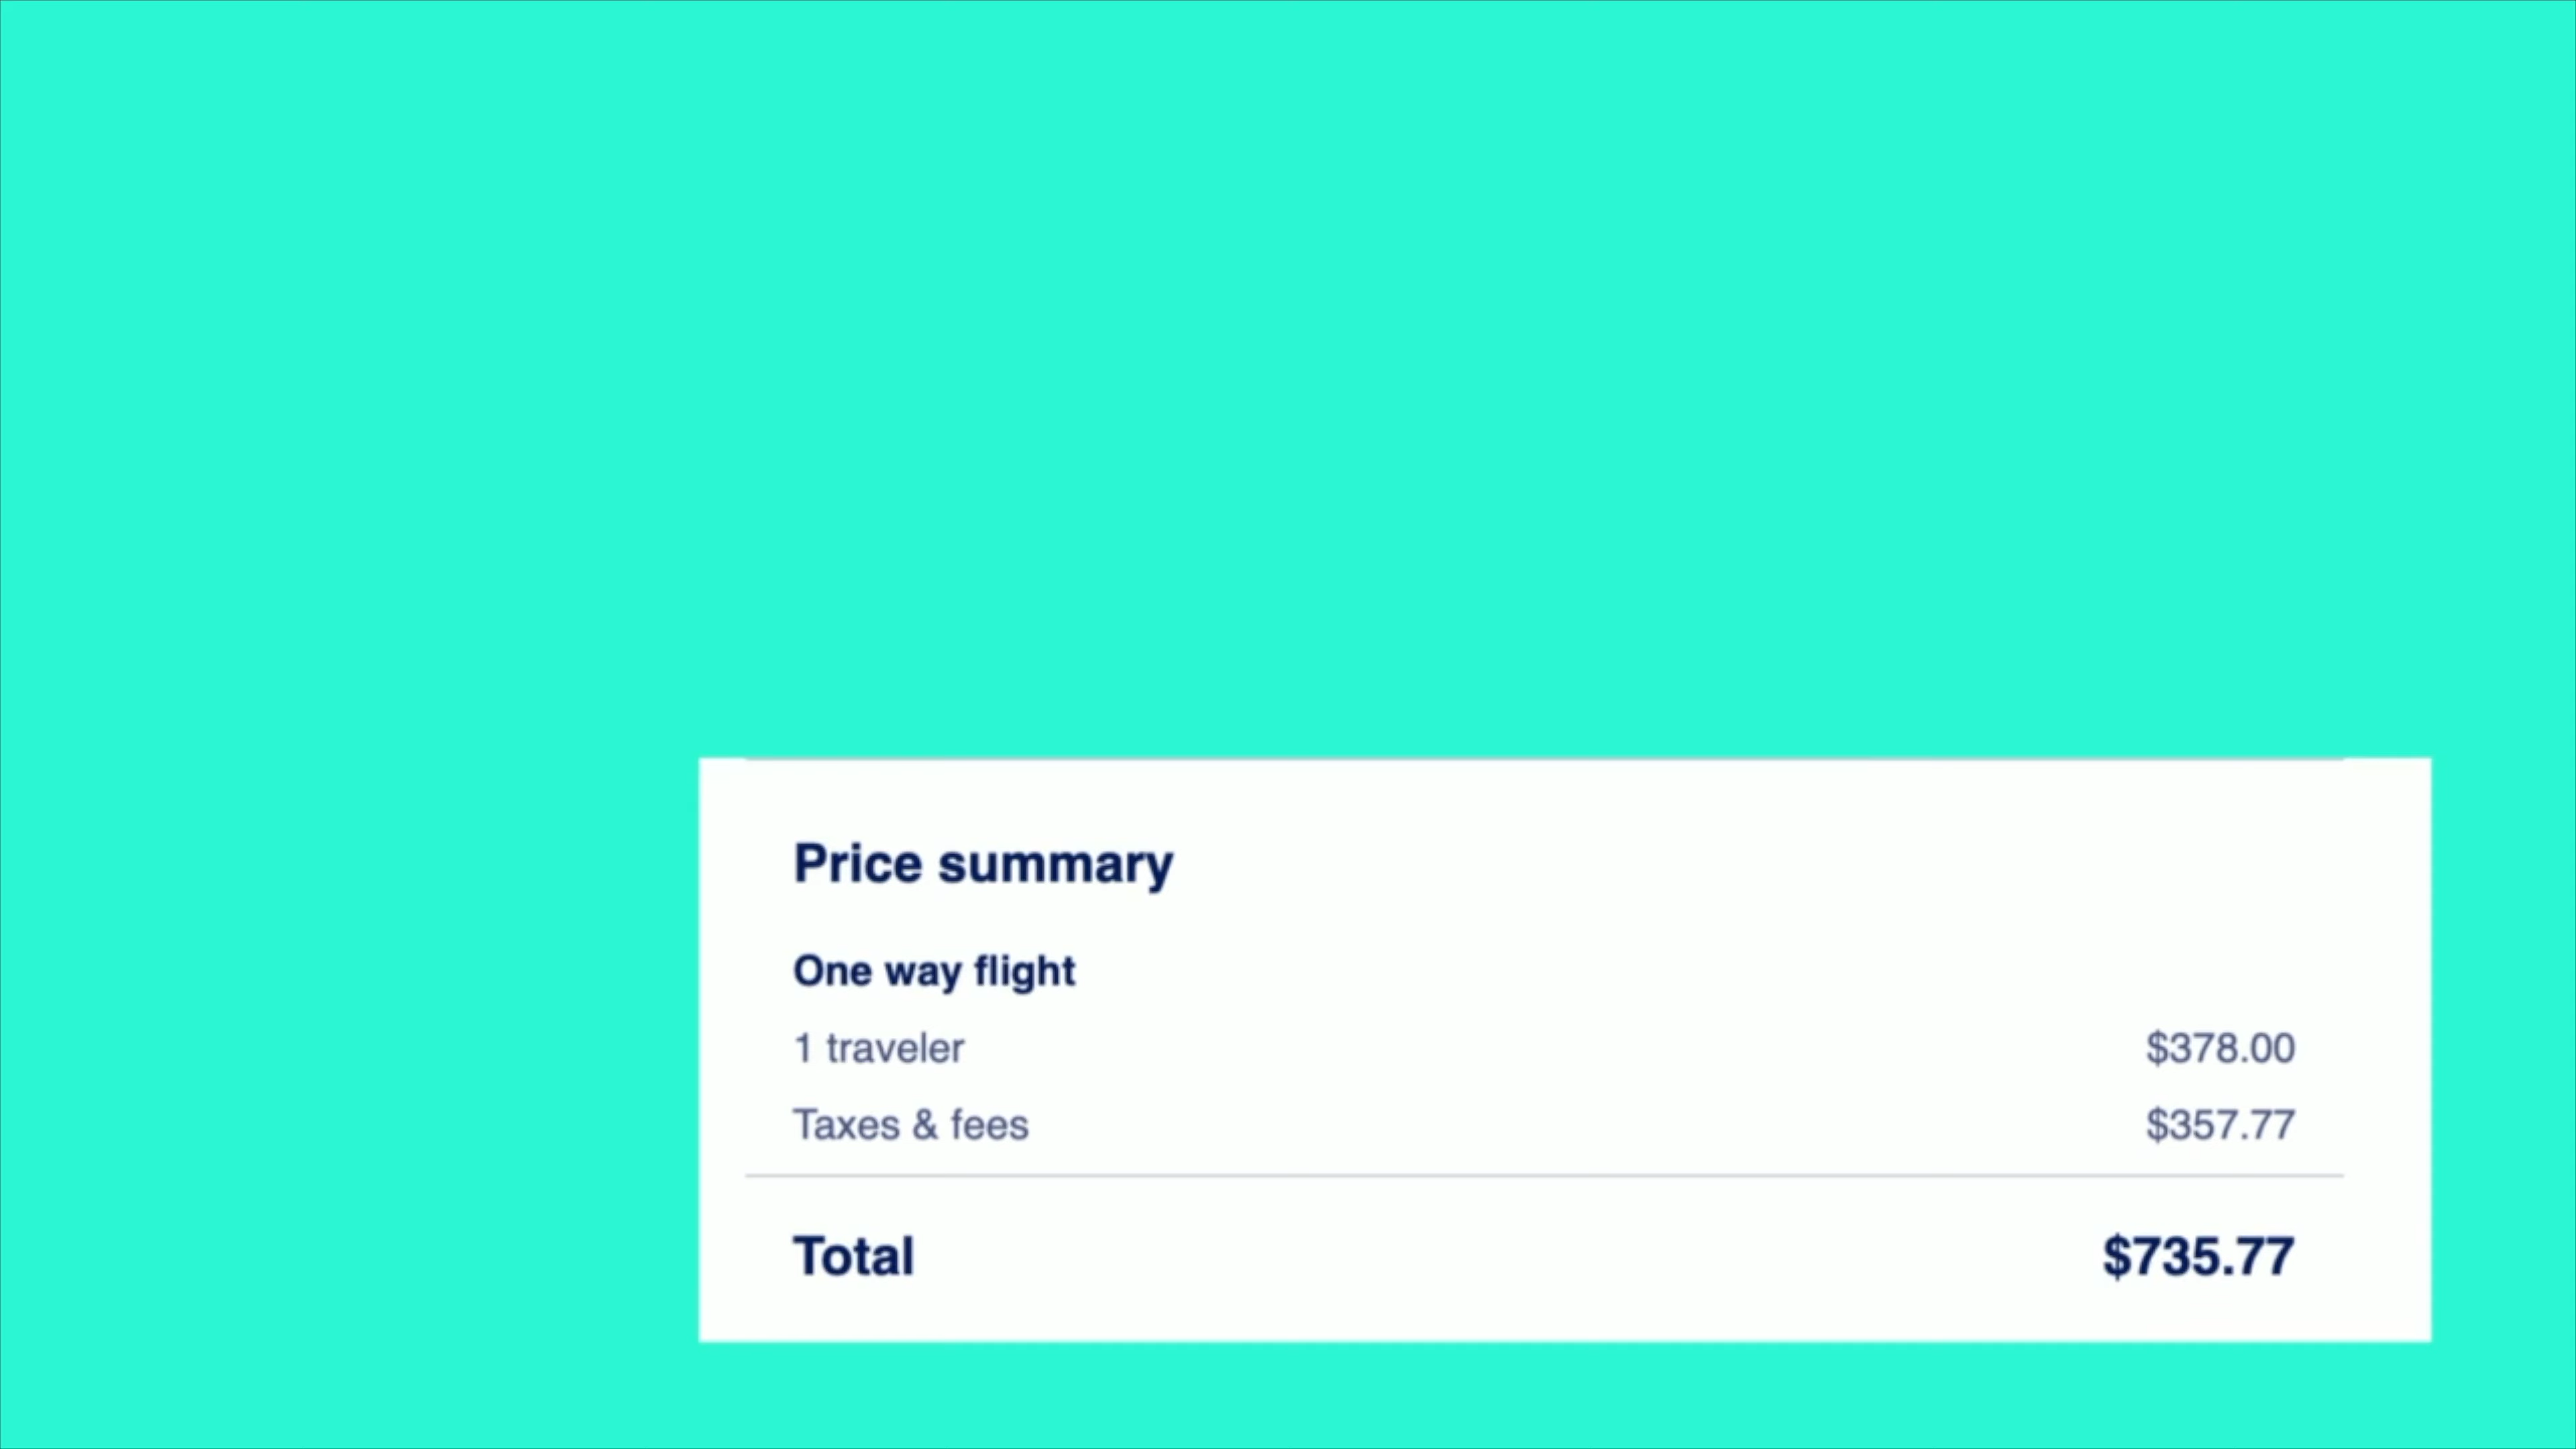 Price summary
One way flight
1 traveler $378.00
Taxes & fees $357.77
Total $735.77